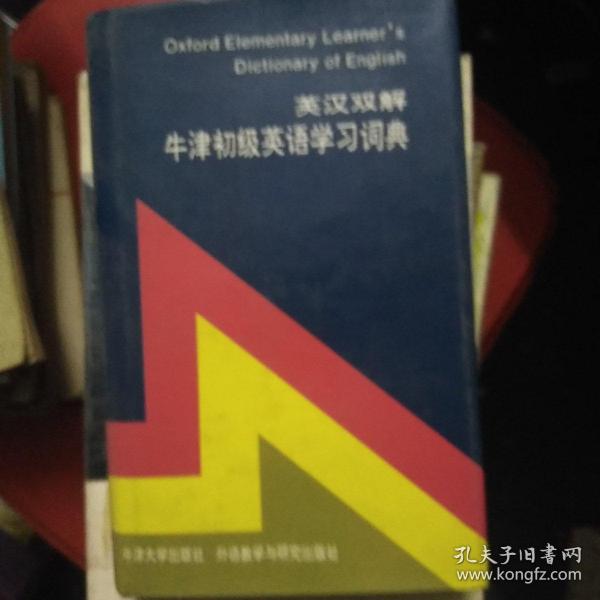 Oxford Elementary Learner's
Dictionary of English
英汉双解
牛津初级英语学习词典
牛津大学出版社 外语教学与研究出版社
孔夫子旧书网
www.kongfz.com